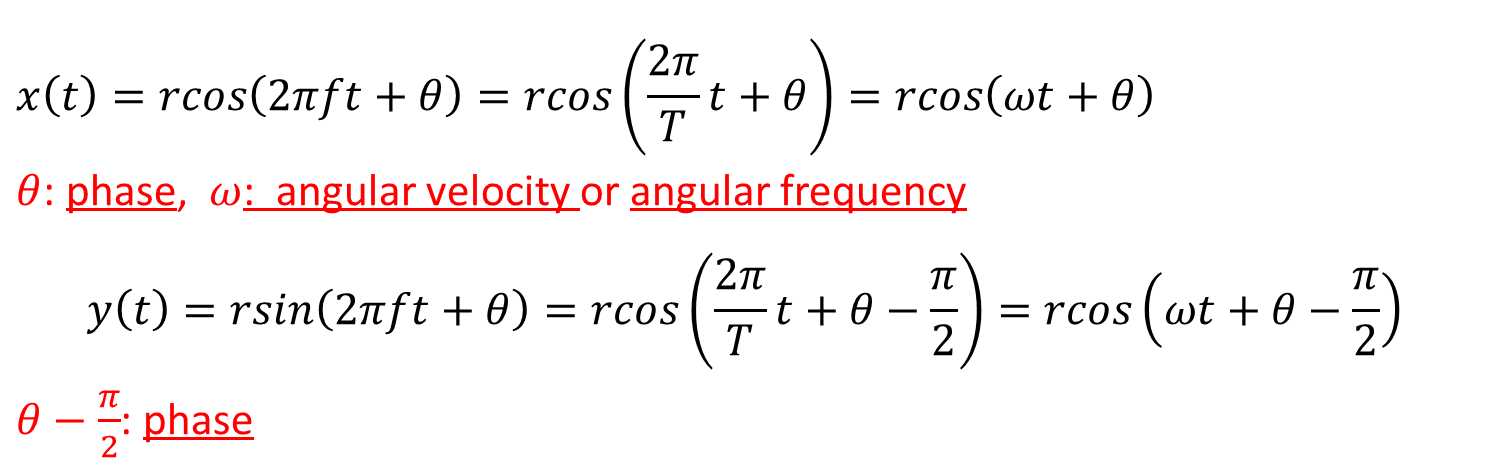 x(t) = rcos(2πft + θ) = rcos(2π/T t + θ) = rcos(ωt + θ)
θ: phase, ω: angular velocity or angular frequency
y(t) = rsin(2πft + θ) = rcos(2π/T t + θ − π/2) = rcos(ωt + θ − π/2)
θ − π/2: phase